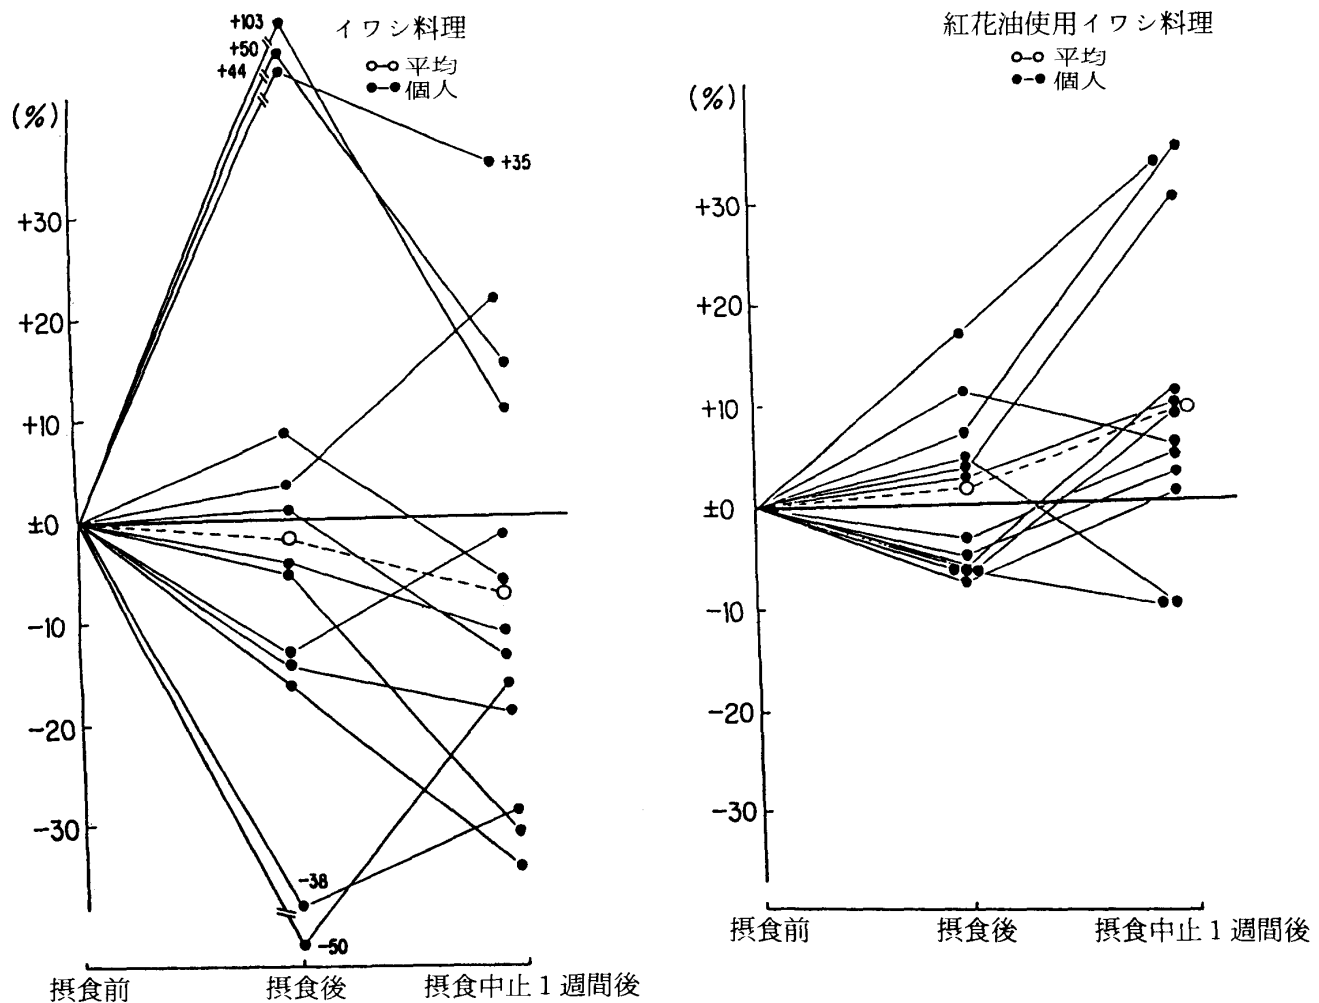 イワシ料理
○-○ 平均
●-● 個人
(%)
+103
+50
+44
+35
+30
+20
+10
±0
-10
-20
-30
-38
-50
摂食前 摂食後 摂食中止1週間後
紅花油使用イワシ料理
○-○ 平均
●-● 個人
(%)
+30
+20
+10
±0
-10
-20
-30
摂食前 摂食後 摂食中止1週間後